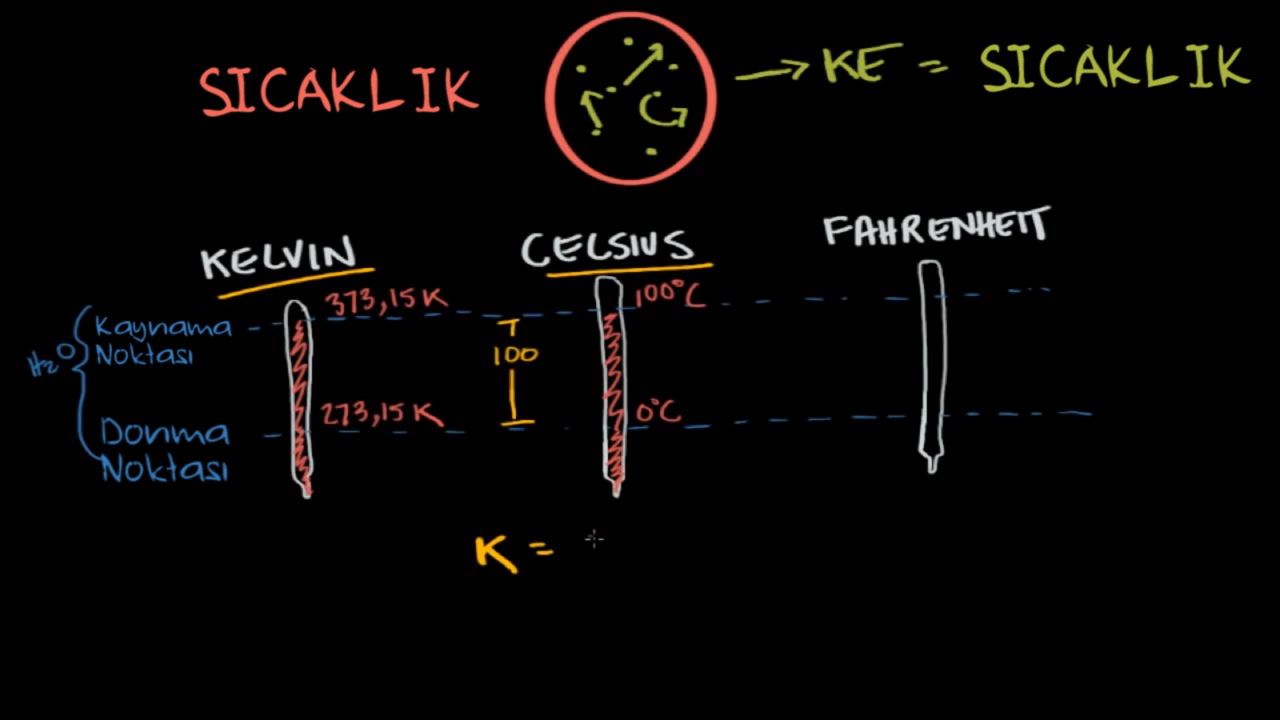 SICAKLIK
→ KE = SICAKLIK
KELVIN
CELSIUS
FAHRENHEIT
373,15 K
100°C
H₂O
Kaynama
Noktası
100
273,15 K
0°C
Donma
Noktası
K =